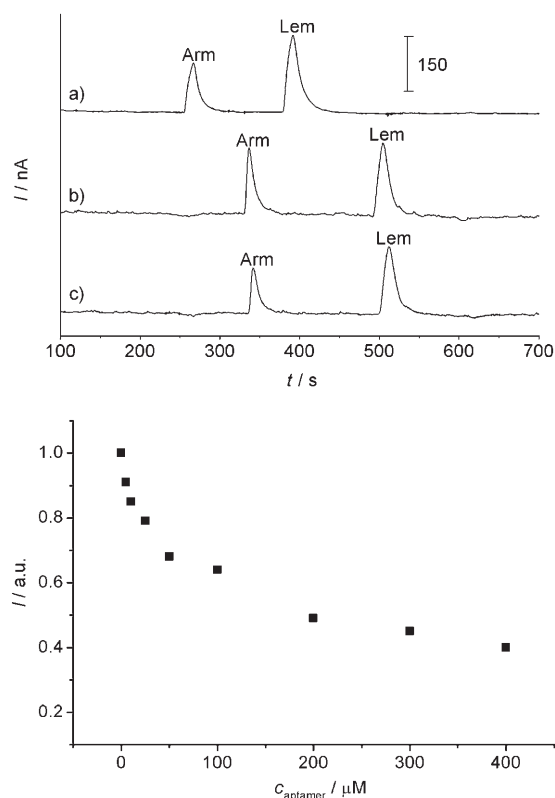 Lem
Arm
150
a)
Arm
Lem
b)
I / nA
Arm
Lem
c)
100 200 300 400 500 600 700
t / s
1.0
0.8
0.6
0.4
0.2
I / a.u.
0 100 200 300 400
c aptamer / μM